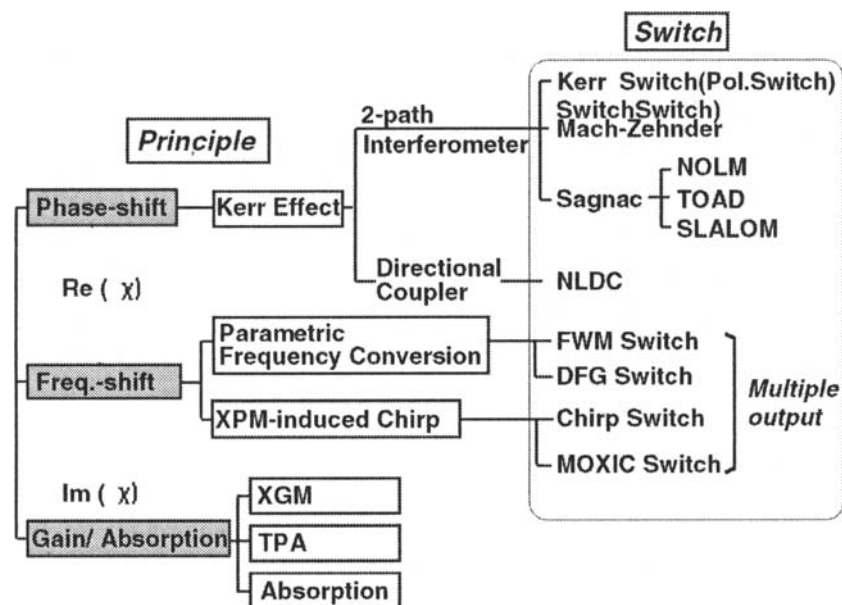 Switch
Principle
Kerr Switch(Pol.Switch)
SwitchSwitch)
2-path
Interferometer
Mach-Zehnder
NOLM
Phase-shift
Kerr Effect
Sagnac
TOAD
SLALOM
Directional
Coupler
NLDC
Re ( χ)
Parametric
Frequency Conversion
FWM Switch
Freq.-shift
DFG Switch
Multiple
output
XPM-induced Chirp
Chirp Switch
MOXIC Switch
Im ( χ)
XGM
Gain/ Absorption
TPA
Absorption